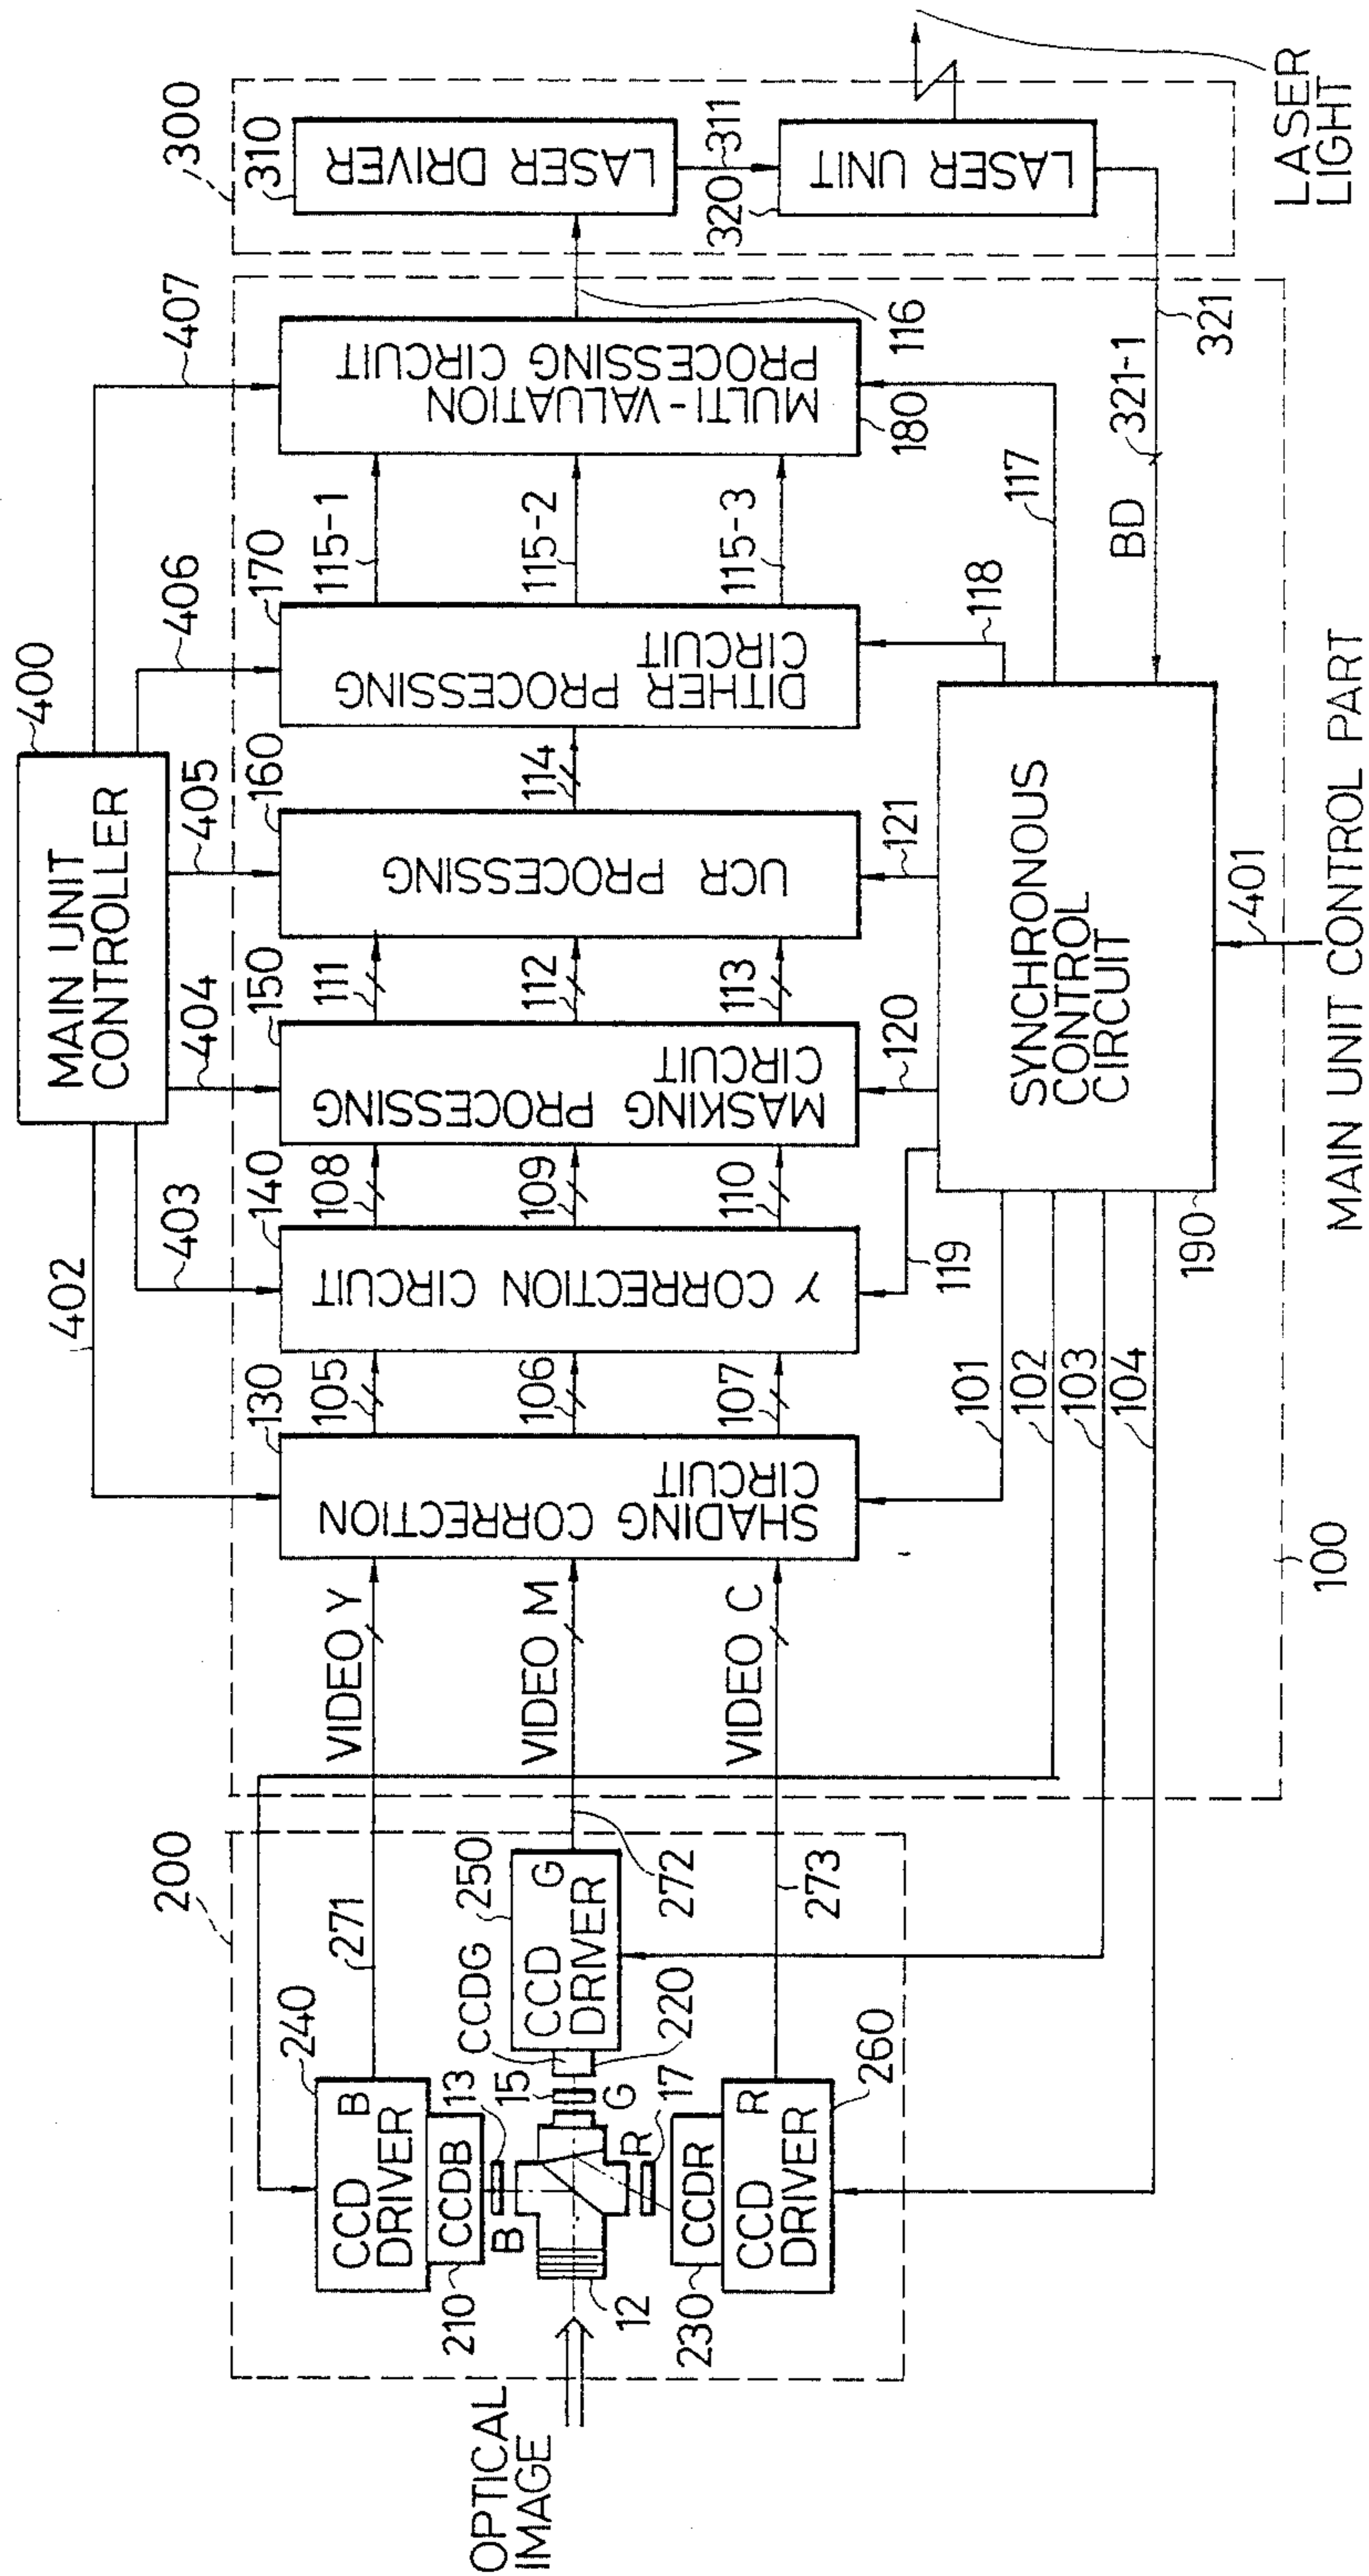 400
MAIN UNIT
CONTROLLER
402
403
404
405
406
407
200
240
CCD
DRIVER
B
CCDB
210
271
13
B
OPTICAL
IMAGE
12
15
G
CCDG
220
250
CCD
DRIVER
G
272
R
17
CCDR
230
CCD
DRIVER
R
260
273
VIDEO Y
VIDEO M
VIDEO C
130
SHADING CORRECTION
CIRCUIT
105
106
107
140
γ CORRECTION CIRCUIT
108
109
110
150
MASKING PROCESSING
CIRCUIT
111
112
113
160
UCR PROCESSING
114
170
DITHER PROCESSING
CIRCUIT
115-1
115-2
115-3
MULTI-VALUATION
PROCESSING CIRCUIT
180
116
300
310
LASER DRIVER
311
320
LASER UNIT
LASER
LIGHT
321
321-1
BD
117
118
119
120
121
101
102
103
104
SYNCHRONOUS
CONTROL
CIRCUIT
190
401
100
MAIN UNIT CONTROL PART